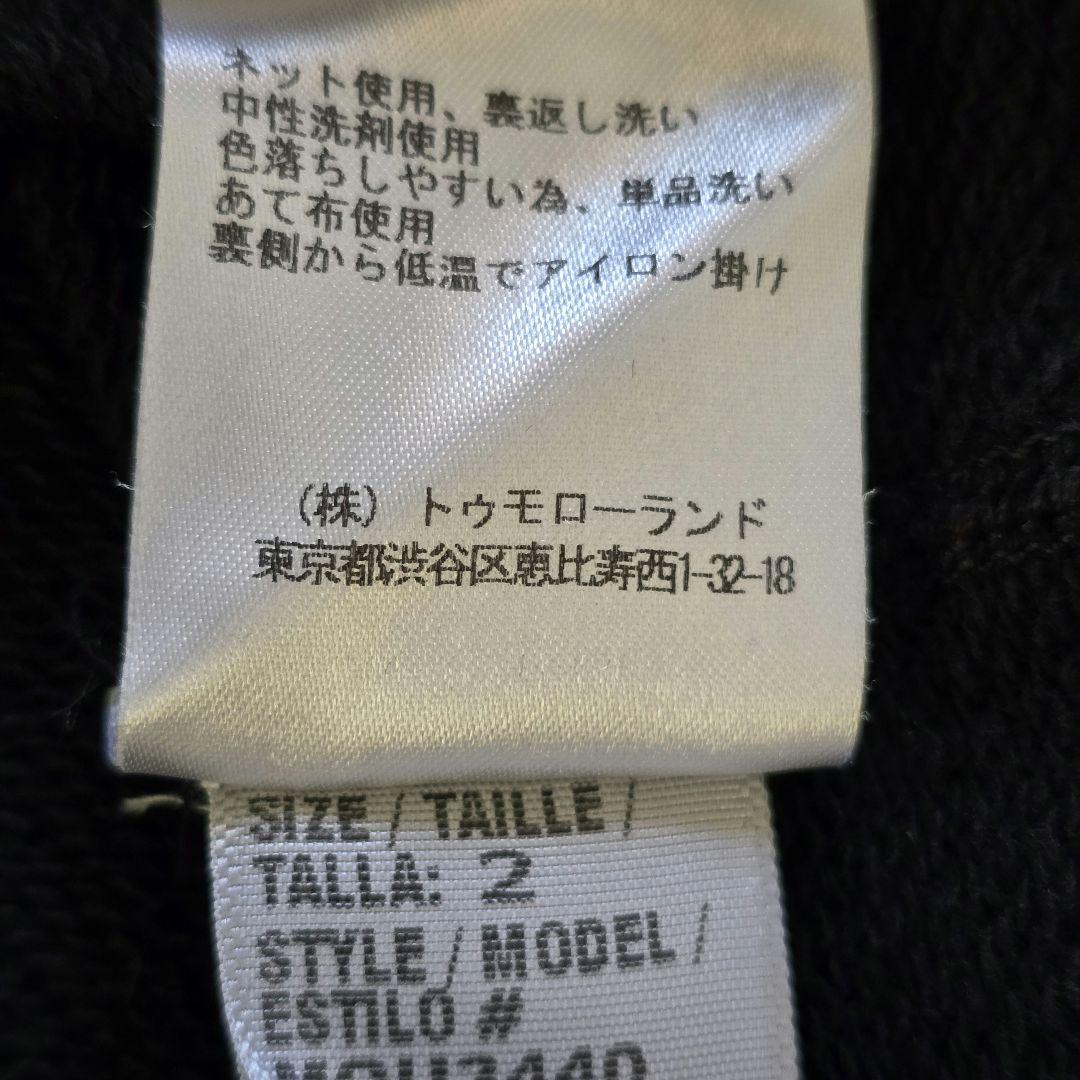 ネット使用、裏返し洗い
中性洗剤使用
色落ちしやすい為、単品洗い
あて布使用
裏側から低温でアイロン掛け
(株) トゥモローランド
東京都渋谷区恵比寿西1-32-18
SIZE / TAILLE /
TALLA: 2
STYLE / MODEL /
ESTILO #